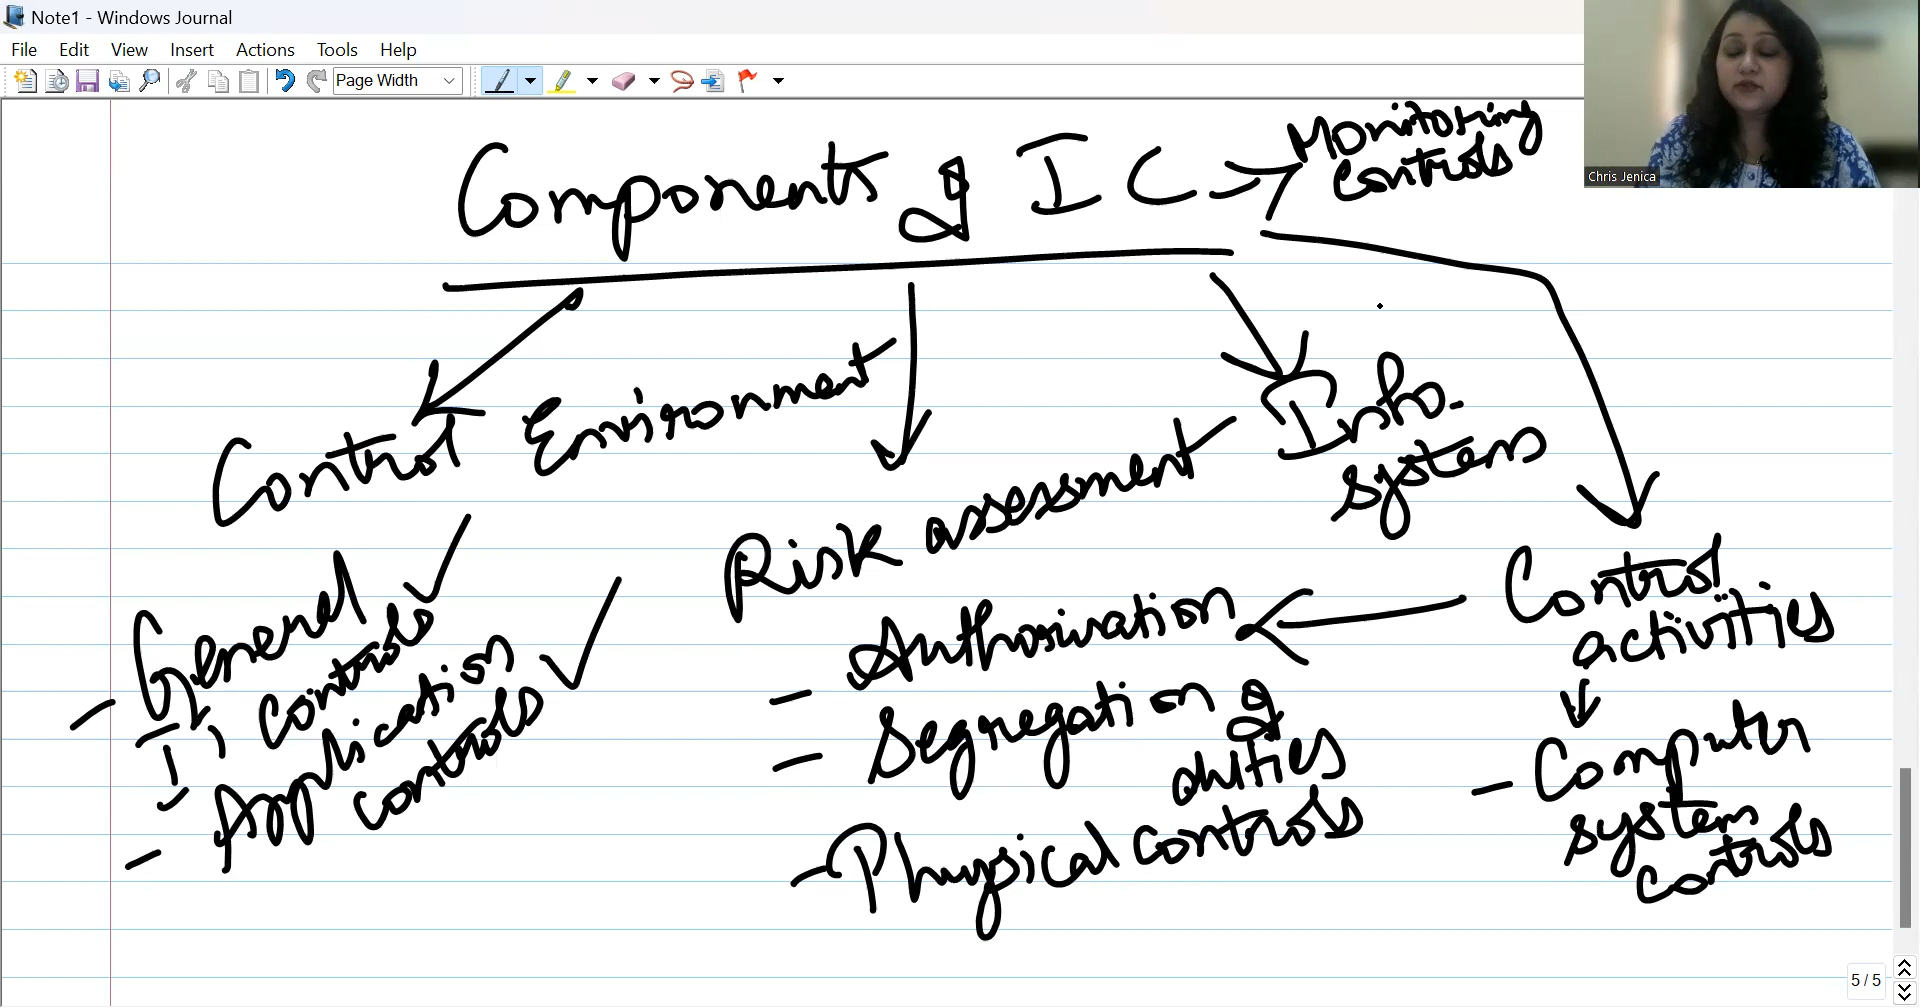 Note1 - Windows Journal
File Edit View Insert Actions Tools Help
Page Width
Chris Jenica
Components of IC
Monitoring
controls
Control Environment
Risk assessment
Info.
systems
Control
activities
General
IT controls
- Application
controls
- Authorisation
- Segregation of
duties
- Physical controls
- Computer
system
controls
5 / 5